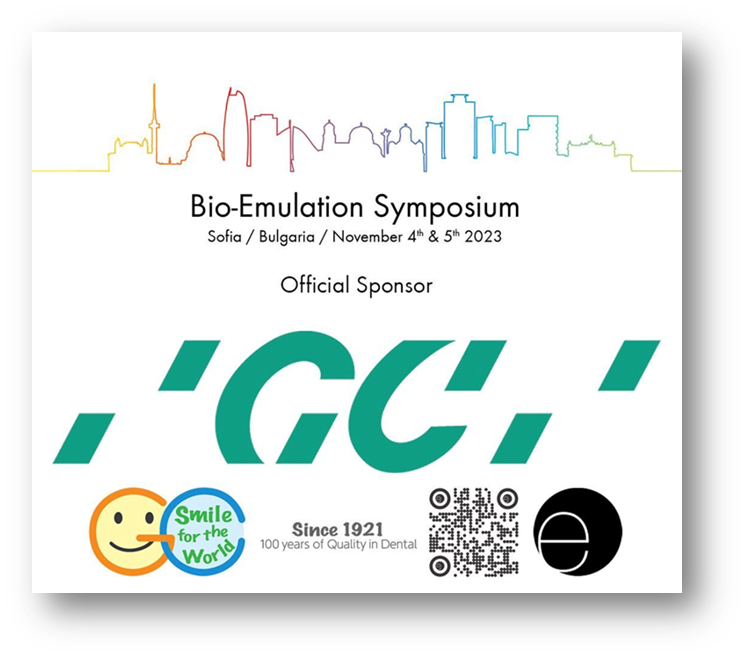 Bio-Emulation Symposium
Sofia / Bulgaria / November 4th & 5th 2023
Official Sponsor
GC
Smile
for the
World
Since 1921
100 years of Quality in Dental
e